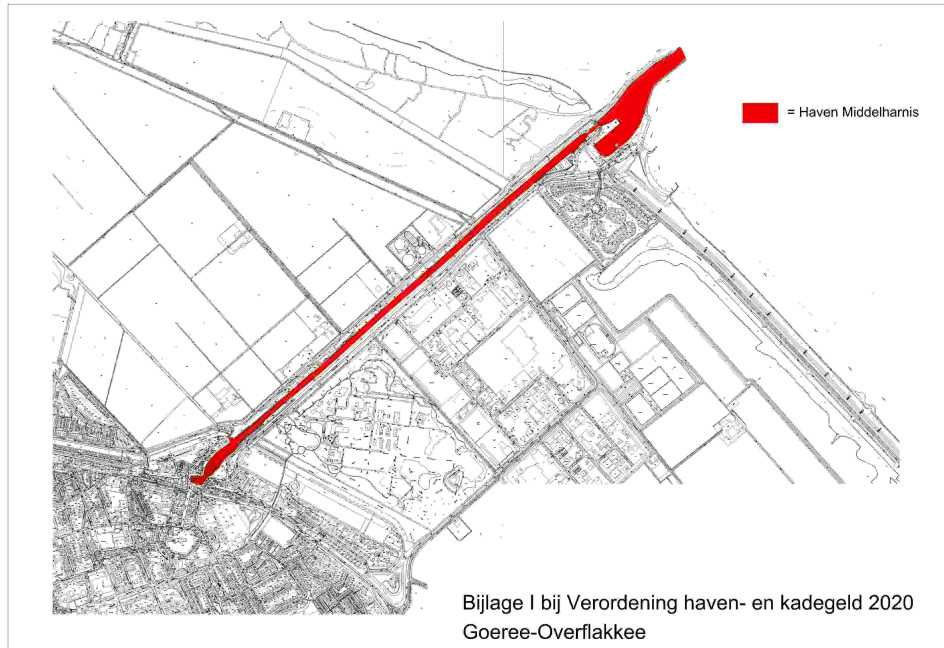 = Haven Middelharnis
Bijlage I bij Verordening haven- en kadegeld 2020
Goeree-Overflakkee